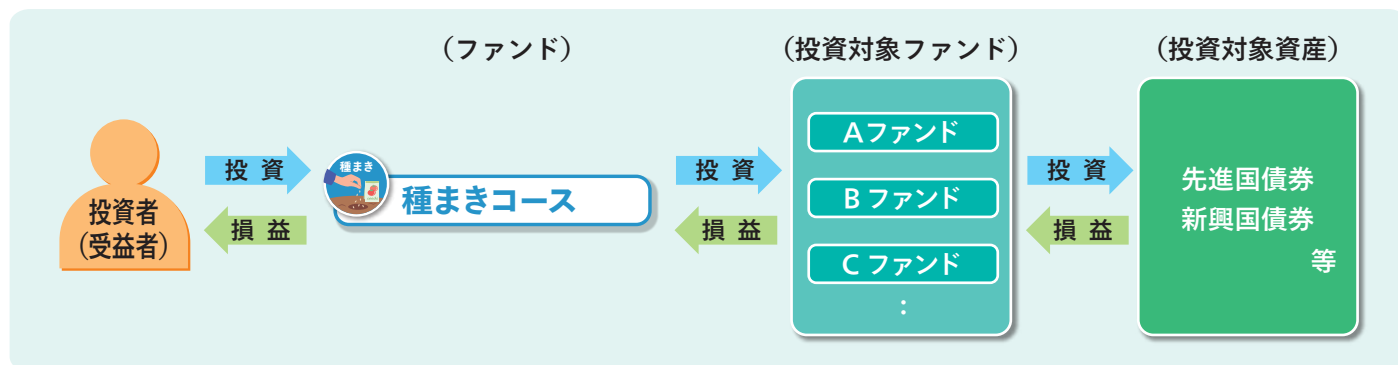 （ファンド）
（投資対象ファンド）
（投資対象資産）
投資者
（受益者）
投 資
損 益
種まき
種まきコース
投 資
損 益
Aファンド
B ファンド
C ファンド
：
投 資
損 益
先進国債券
新興国債券
等